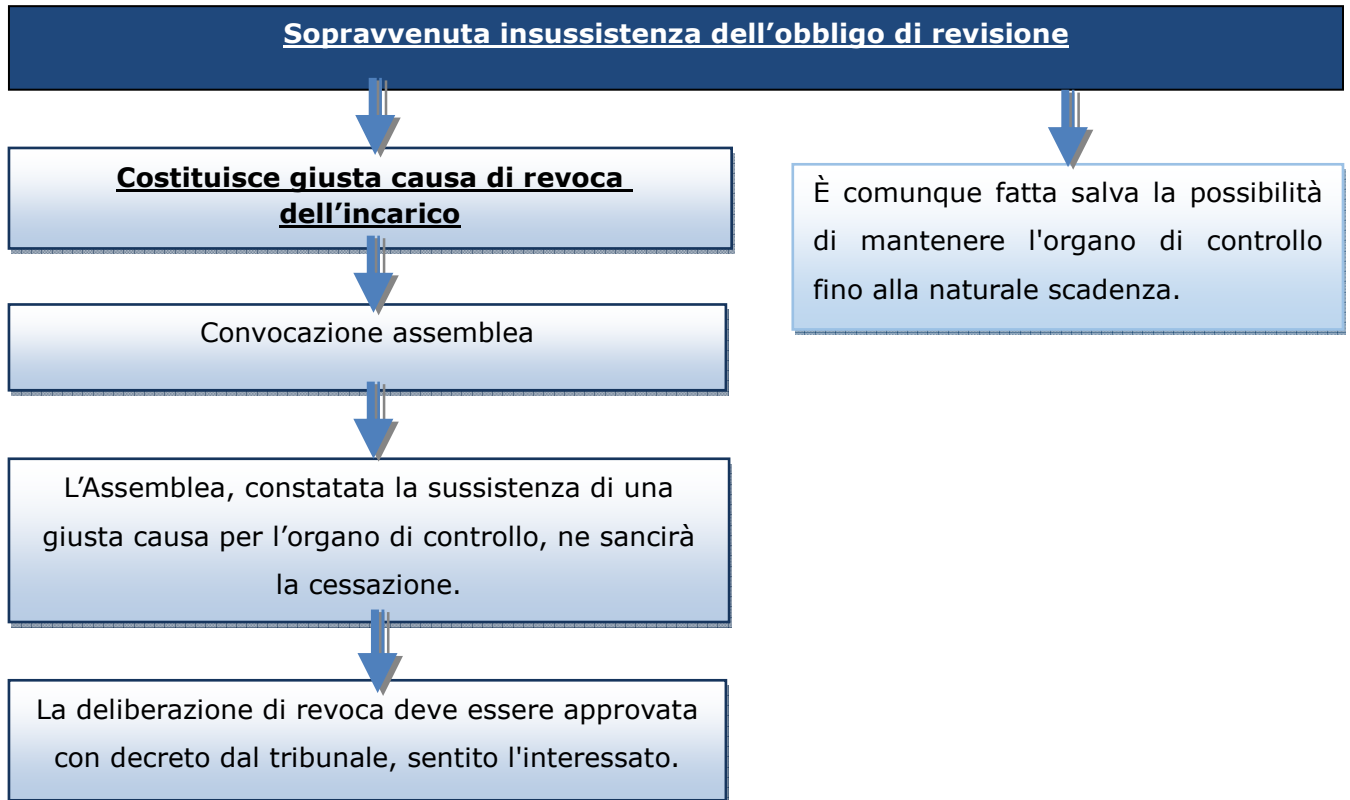 Sopravvenuta insussistenza dell’obbligo di revisione
Costituisce giusta causa di revoca
dell’incarico
Convocazione assemblea
L’Assemblea, constatata la sussistenza di una
giusta causa per l’organo di controllo, ne sancirà
la cessazione.
La deliberazione di revoca deve essere approvata
con decreto dal tribunale, sentito l'interessato.
È comunque fatta salva la possibilità
di mantenere l'organo di controllo
fino alla naturale scadenza.